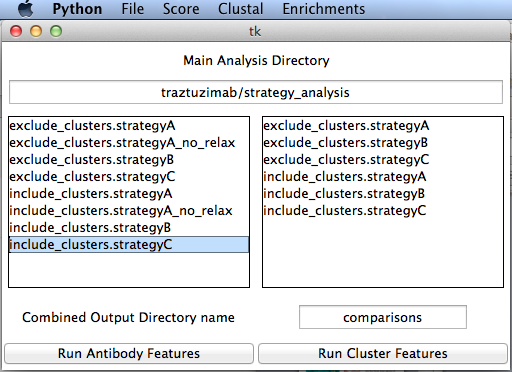 Python File Score Clustal Enrichments
tk
Main Analysis Directory
traztuzimab/strategy_analysis
exclude_clusters.strategyA
exclude_clusters.strategyA_no_relax
exclude_clusters.strategyB
exclude_clusters.strategyC
include_clusters.strategyA
include_clusters.strategyA_no_relax
include_clusters.strategyB
include_clusters.strategyC
exclude_clusters.strategyA
exclude_clusters.strategyB
exclude_clusters.strategyC
include_clusters.strategyA
include_clusters.strategyB
include_clusters.strategyC
Combined Output Directory name
comparisons
Run Antibody Features
Run Cluster Features